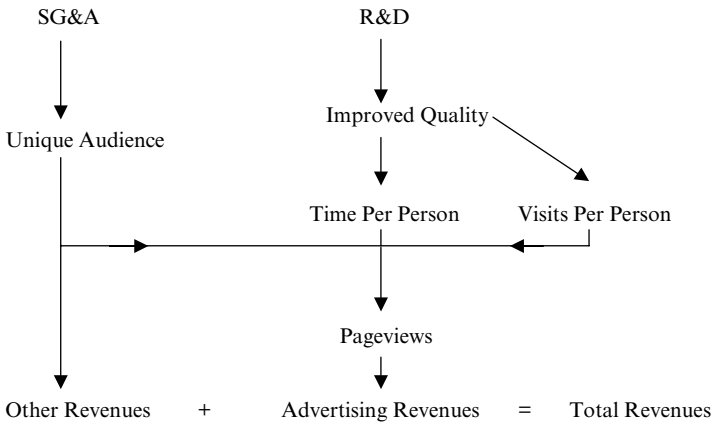 SG&A R&D
Improved Quality
Unique Audience
Time Per Person Visits Per Person
Pageviews
Other Revenues + Advertising Revenues = Total Revenues